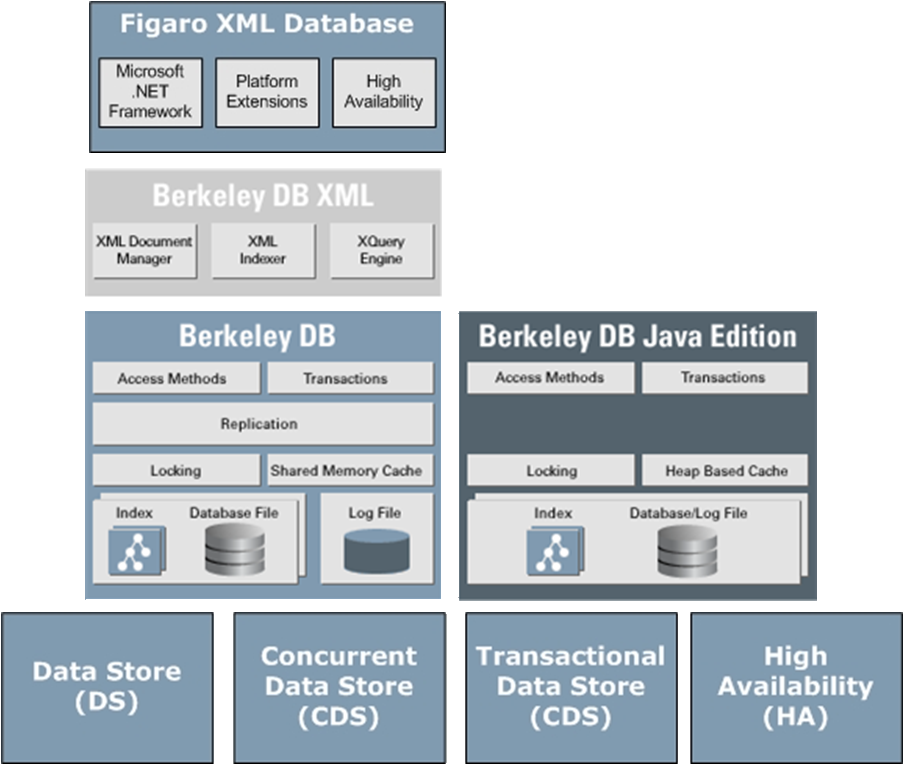 Figaro XML Database
Microsoft
.NET
Framework
Platform
Extensions
High
Availability
Berkeley DB XML
XML Document
Manager
XML
Indexer
XQuery
Engine
Berkeley DB
Access Methods
Transactions
Replication
Locking
Shared Memory Cache
Index
Database File
Log File
Berkeley DB Java Edition
Access Methods
Transactions
Locking
Heap Based Cache
Index
Database/Log File
Data Store
(DS)
Concurrent
Data Store
(CDS)
Transactional
Data Store
(CDS)
High
Availability
(HA)